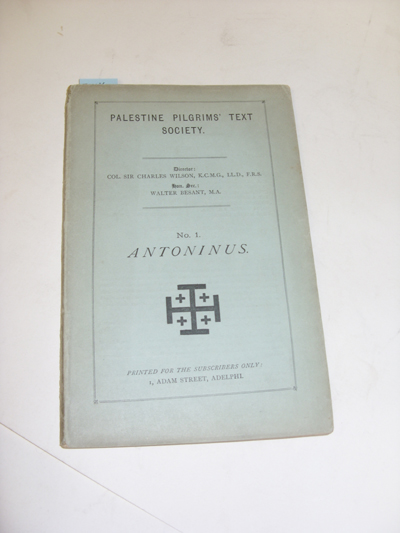 PALESTINE PILGRIMS' TEXT
SOCIETY.
Director:
COL. SIR CHARLES WILSON, K.C.M.G., LL.D., F.R.S.
Hon. Sec.:
WALTER BESANT, M.A.
No. 1.
ANTONINUS.
PRINTED FOR THE SUBSCRIBERS ONLY:
1, ADAM STREET, ADELPHI.